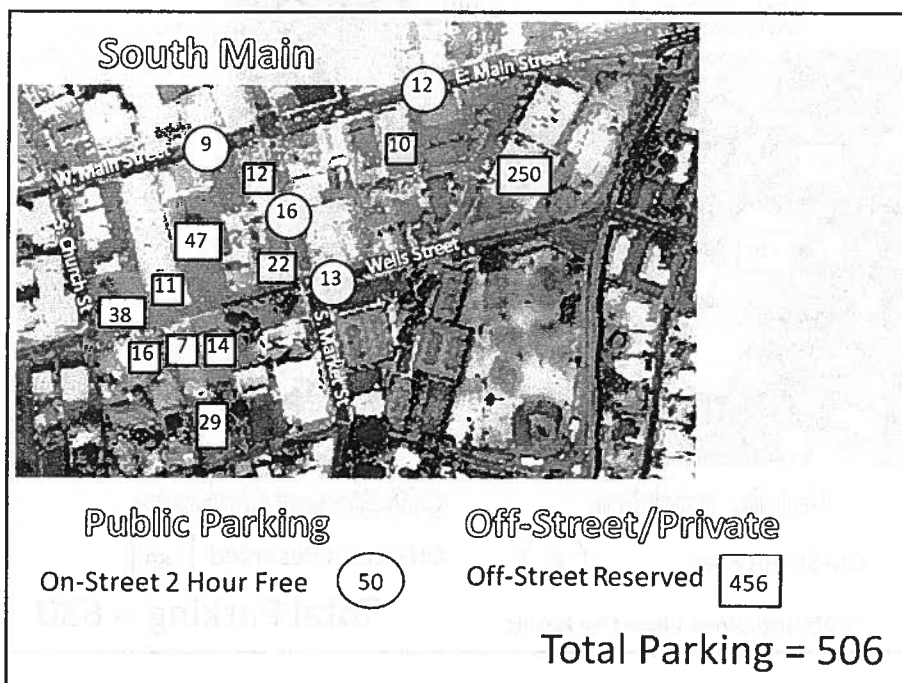 South Main
12
E. Main Street
9
W. Main Street
10
12
250
16
47
Wells Street
22
13
S. Church St.
11
38
S. Market St.
16
7
14
29
Public Parking
Off-Street/Private
On-Street 2 Hour Free
50
Off-Street Reserved
456
Total Parking = 506